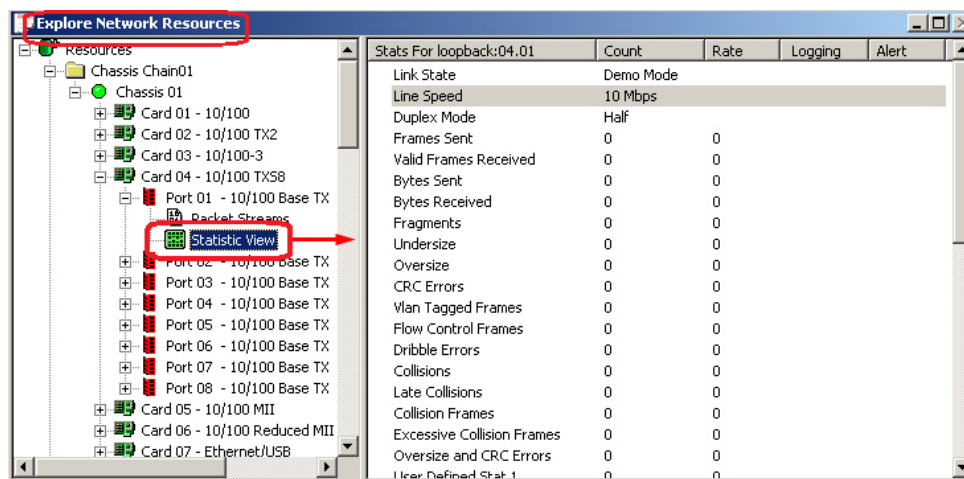 Explore Network Resources
Resources
Chassis Chain01
Chassis 01
Card 01 - 10/100
Card 02 - 10/100 TX2
Card 03 - 10/100-3
Card 04 - 10/100 TXS8
Port 01 - 10/100 Base TX
Packet Streams
Statistic View
Port 02 - 10/100 Base TX
Port 03 - 10/100 Base TX
Port 04 - 10/100 Base TX
Port 05 - 10/100 Base TX
Port 06 - 10/100 Base TX
Port 07 - 10/100 Base TX
Port 08 - 10/100 Base TX
Card 05 - 10/100 MII
Card 06 - 10/100 Reduced MII
Card 07 - Ethernet/USB
Stats For loopback:04.01 Count Rate Logging Alert
Link State Demo Mode
Line Speed 10 Mbps
Duplex Mode Half
Frames Sent 0 0
Valid Frames Received 0 0
Bytes Sent 0 0
Bytes Received 0 0
Fragments 0 0
Undersize 0 0
Oversize 0 0
CRC Errors 0 0
Vlan Tagged Frames 0 0
Flow Control Frames 0 0
Dribble Errors 0 0
Collisions 0 0
Late Collisions 0 0
Collision Frames 0 0
Excessive Collision Frames 0 0
Oversize and CRC Errors 0 0
User Defined Stat 1 0 0